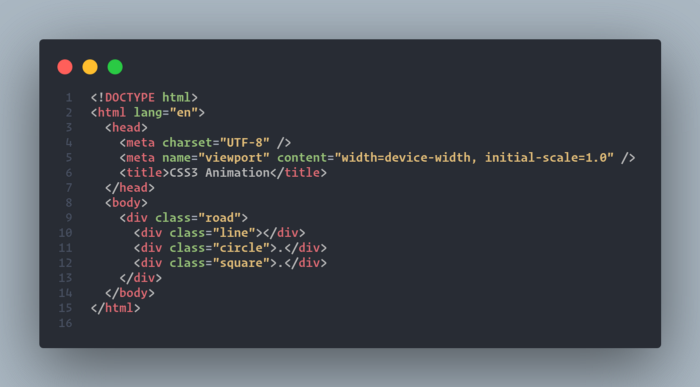 1 <!DOCTYPE html>
2 <html lang="en">
3   <head>
4     <meta charset="UTF-8" />
5     <meta name="viewport" content="width=device-width, initial-scale=1.0" />
6     <title>CSS3 Animation</title>
7   </head>
8   <body>
9     <div class="road">
10       <div class="line"></div>
11       <div class="circle">.</div>
12       <div class="square">.</div>
13     </div>
14   </body>
15 </html>
16